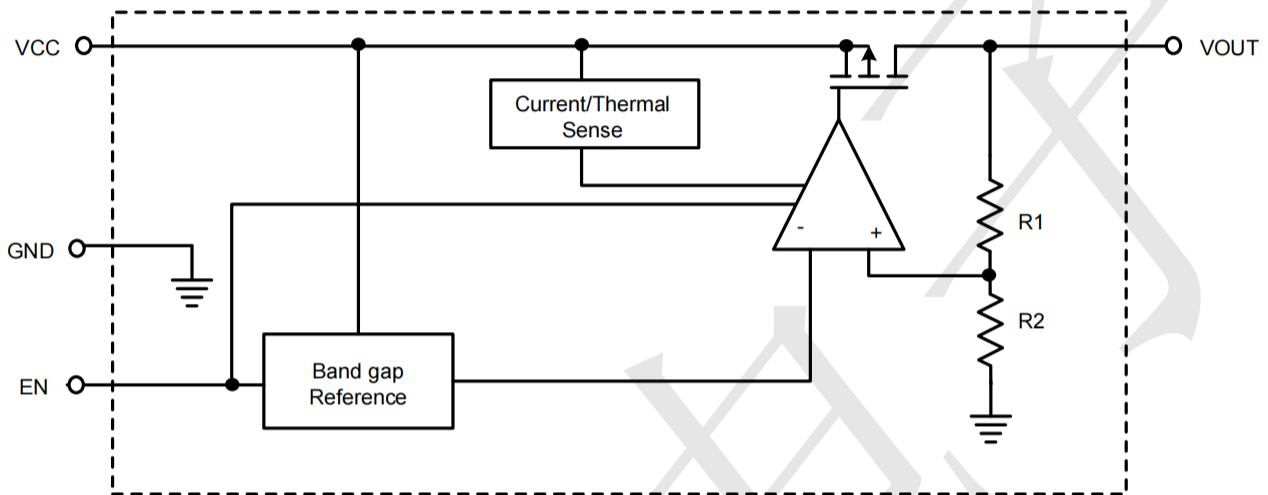 VCC
VOUT
Current/Thermal
Sense
- +
R1
GND
R2
EN
Band gap
Reference